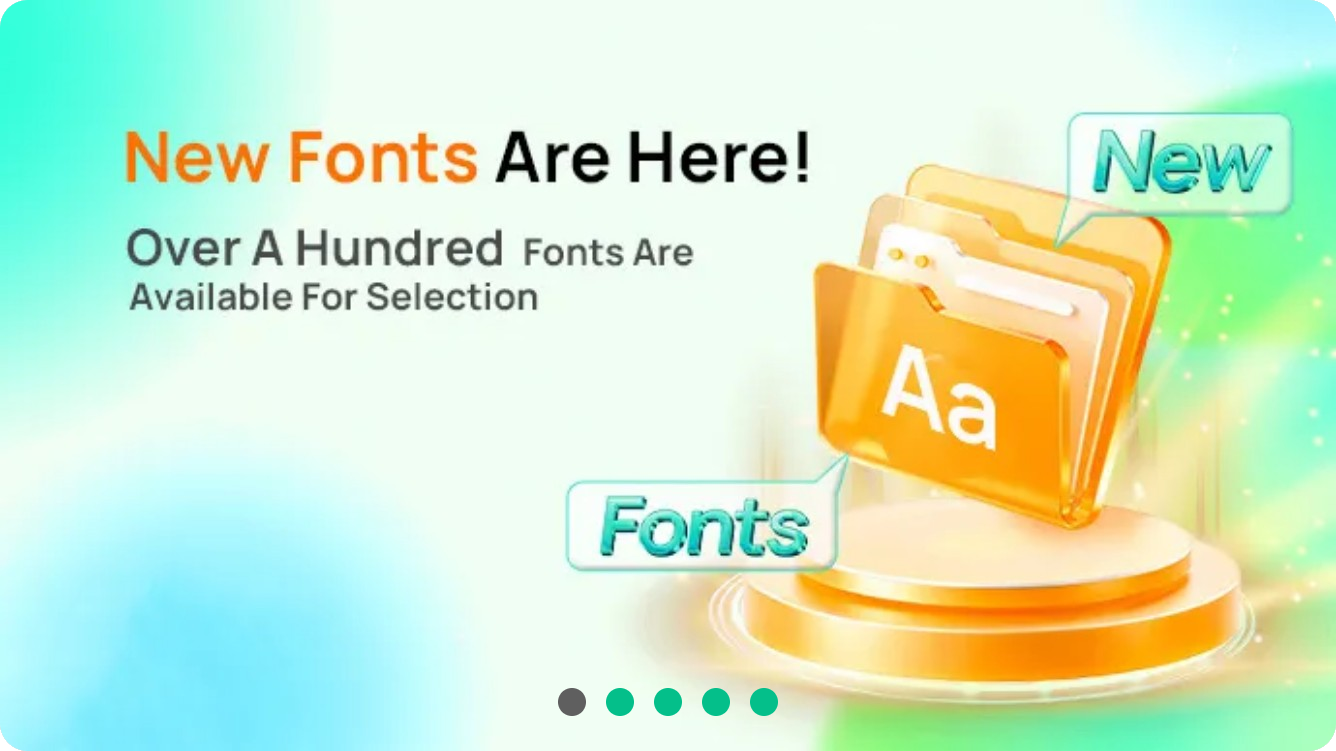 New Fonts Are Here!
Over A Hundred Fonts Are
Available For Selection
New
Aa
Fonts